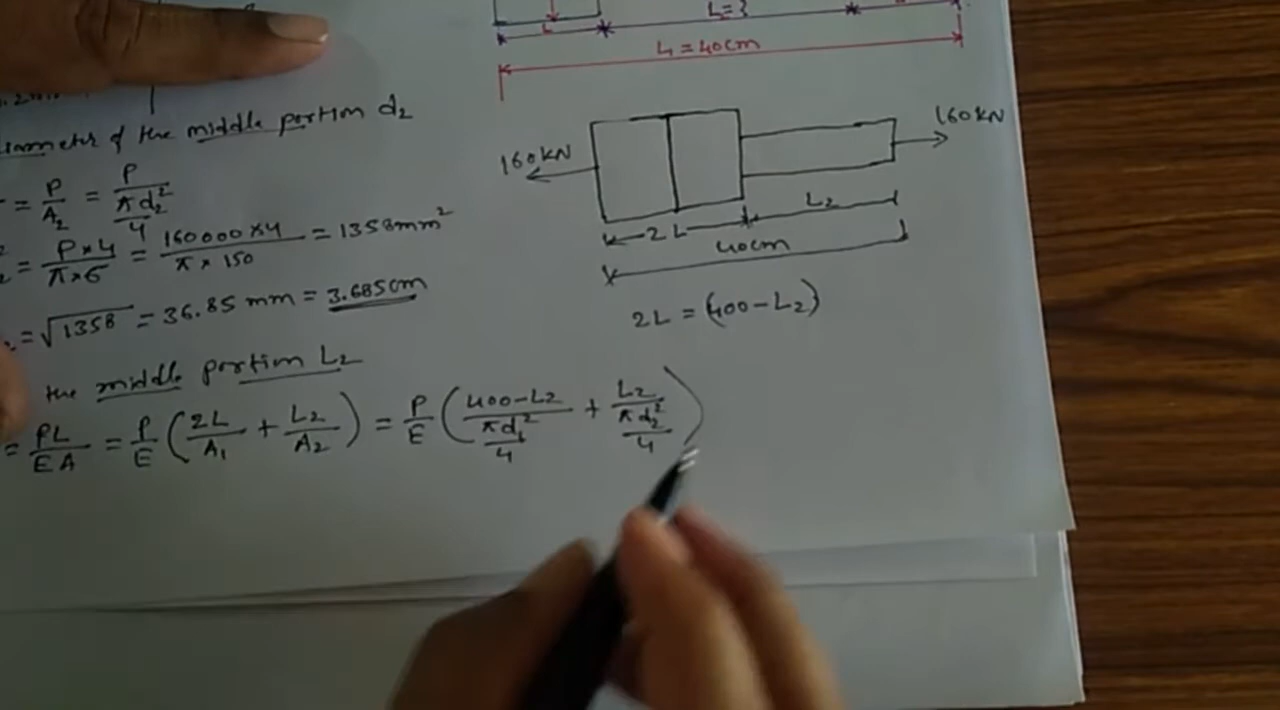 L=?
L
L = 40cm
diameter of the middle portion d2
= P/A2 = P/(πd2²/4)
= (P×4)/(π×σ) = (160000×4)/(π×150) = 1358mm²
= √1358 = 36.85 mm = 3.685cm
the middle portion L2
= PL/EA = P/E (2L/A1 + L2/A2) = P/E ((400-L2)/(πd1²/4) + L2/(πd2²/4))
160kN
160kN
2L
L2
40cm
2L = (400-L2)